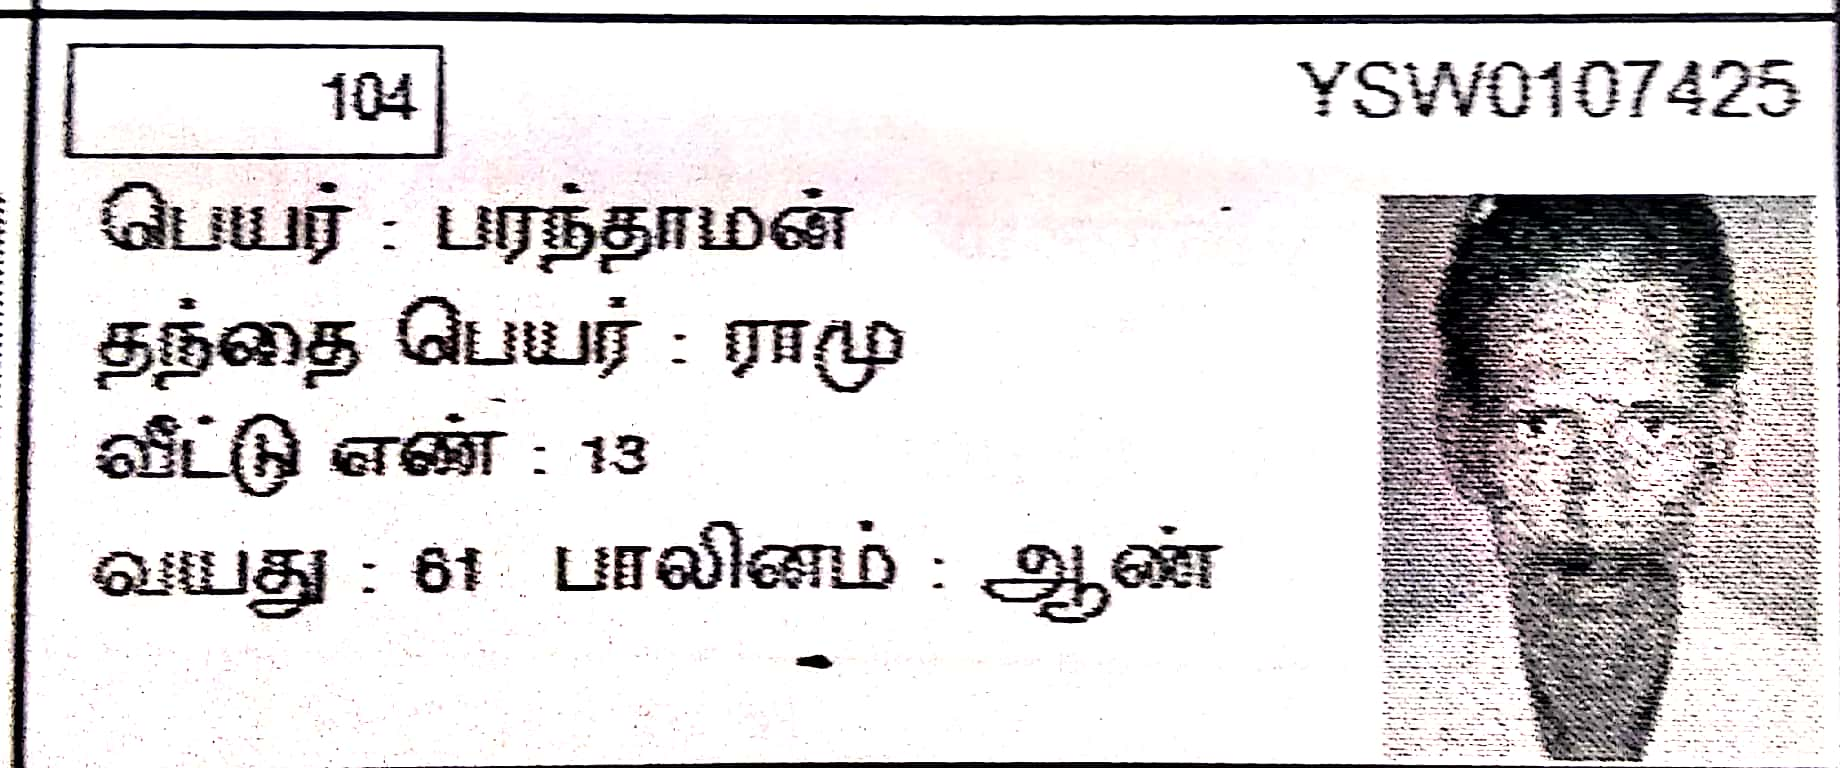 104 YSW0107425
பெயர் : பரந்தாமன்
தந்தை பெயர் : ராமு
வீட்டு எண் : 13
வயது : 61 பாலினம் : ஆண்